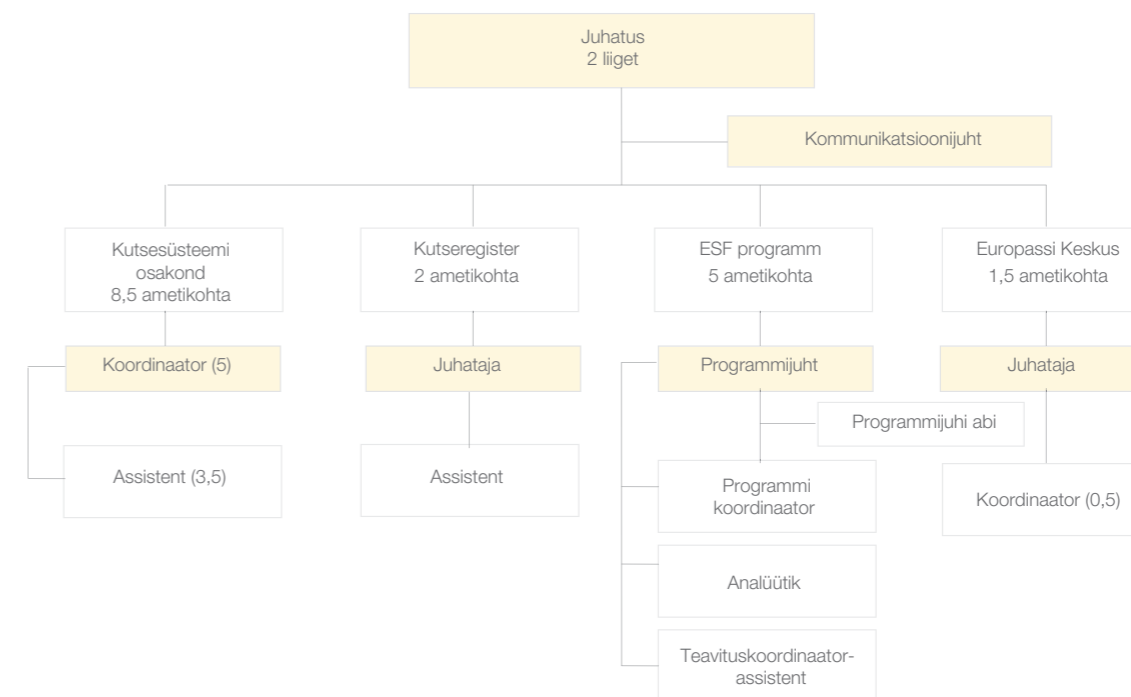 Juhatus
2 liiget
Kommunikatsioonijuht
Kutsesüsteemi
osakond
8,5 ametikohta
Kutseregister
2 ametikohta
ESF programm
5 ametikohta
Europassi Keskus
1,5 ametikohta
Koordinaator (5)
Juhataja
Programmijuht
Juhataja
Programmijuhi abi
Assistent (3,5)
Assistent
Programmi
koordinaator
Koordinaator (0,5)
Analüütik
Teavituskoordinaator-
assistent